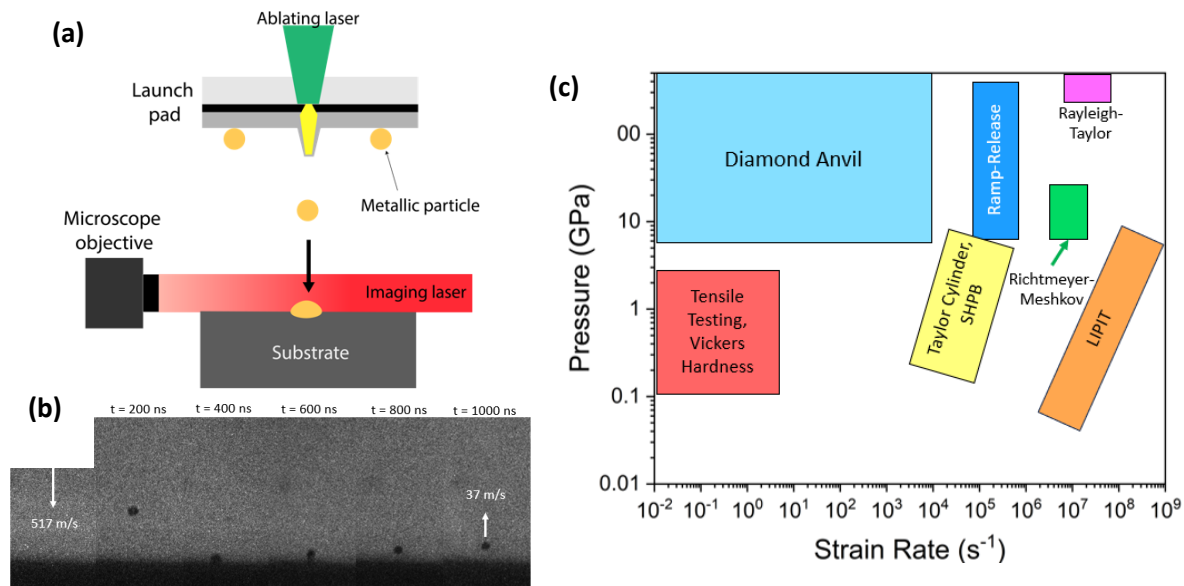 (a)
Ablating laser
Launch
pad
Metallic particle
Microscope
objective
Imaging laser
Substrate
(b)
t = 200 ns
t = 400 ns
t = 600 ns
t = 800 ns
t = 1000 ns
517 m/s
37 m/s
(c)
Pressure (GPa)
00
10
1
0.1
0.01
Diamond Anvil
Ramp-Release
Rayleigh-
Taylor
Tensile
Testing,
Vickers
Hardness
Taylor Cylinder,
SHPB
Richtmeyer-
Meshkov
LIPIT
10⁻² 10⁻¹ 10⁰ 10¹ 10² 10³ 10⁴ 10⁵ 10⁶ 10⁷ 10⁸ 10⁹
Strain Rate (s⁻¹)